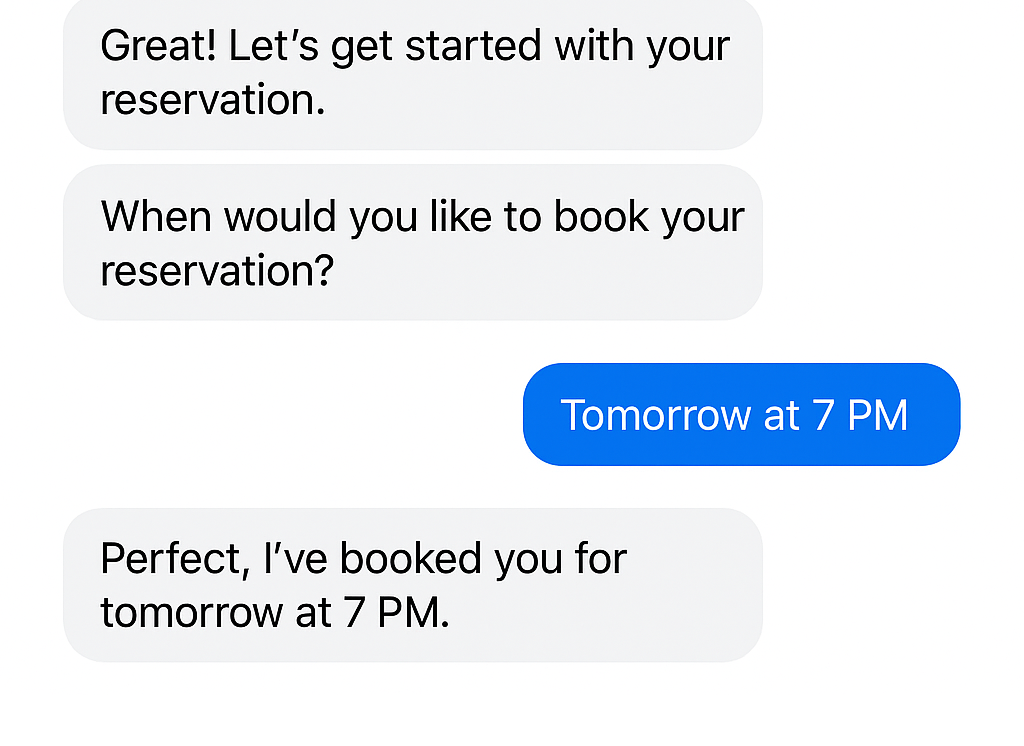 Great! Let’s get started with your
reservation.
When would you like to book your
reservation?
Tomorrow at 7 PM
Perfect, I’ve booked you for
tomorrow at 7 PM.